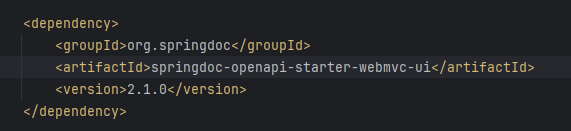 <dependency>
<groupId>org.springdoc</groupId>
<artifactId>springdoc-openapi-starter-webmvc-ui</artifactId>
<version>2.1.0</version>
</dependency>